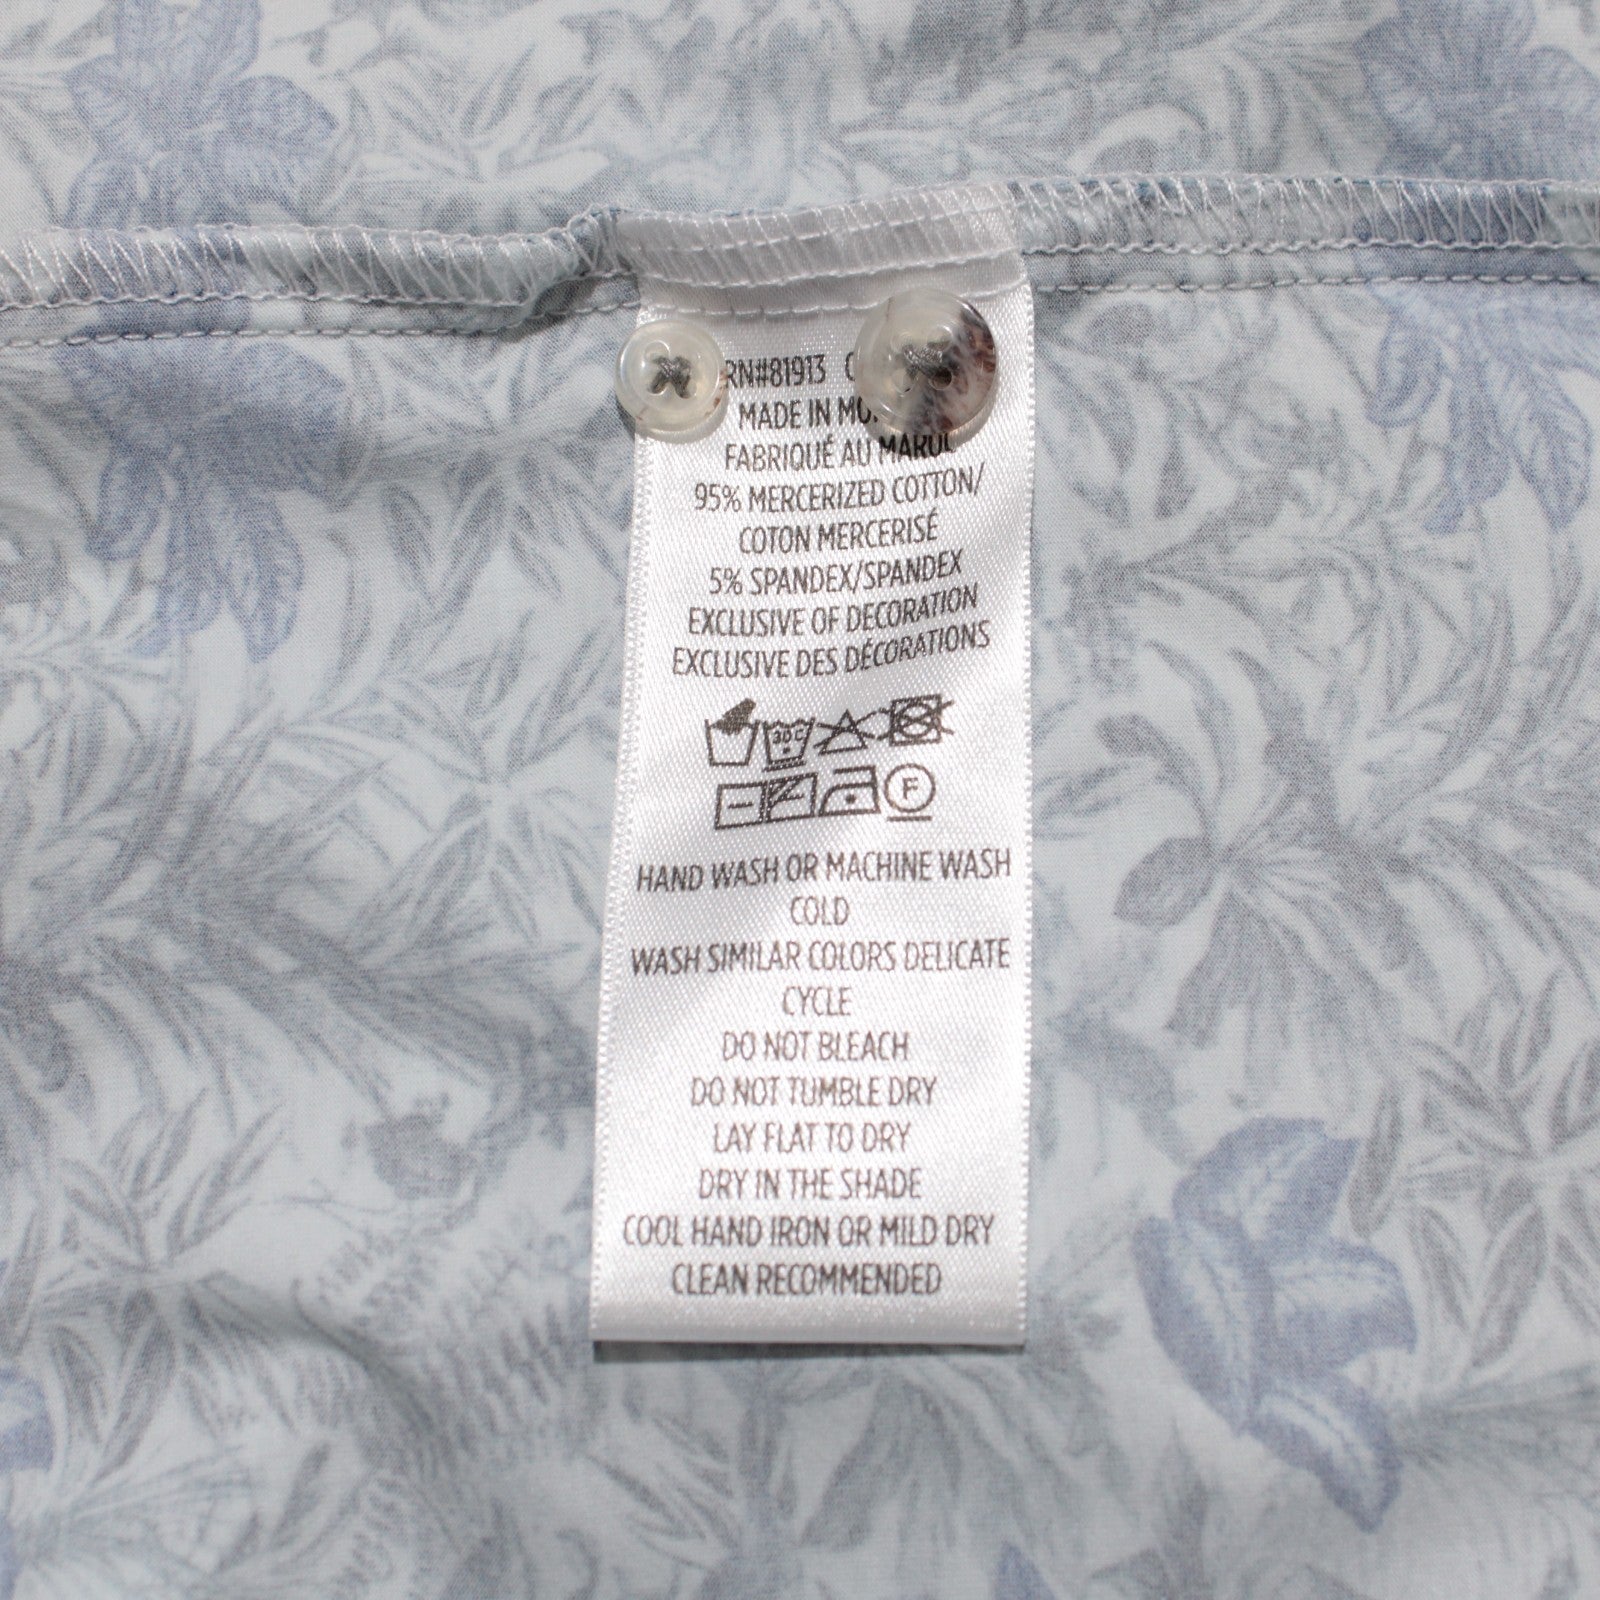 RN#81913
MADE IN
FABRIQUÉ AU MAROC
95% MERCERIZED COTTON/
COTON MERCERISÉ
5% SPANDEX/SPANDEX
EXCLUSIVE OF DECORATION
EXCLUSIVE DES DÉCORATIONS
30C
F
HAND WASH OR MACHINE WASH
COLD
WASH SIMILAR COLORS DELICATE
CYCLE
DO NOT BLEACH
DO NOT TUMBLE DRY
LAY FLAT TO DRY
DRY IN THE SHADE
COOL HAND IRON OR MILD DRY
CLEAN RECOMMENDED